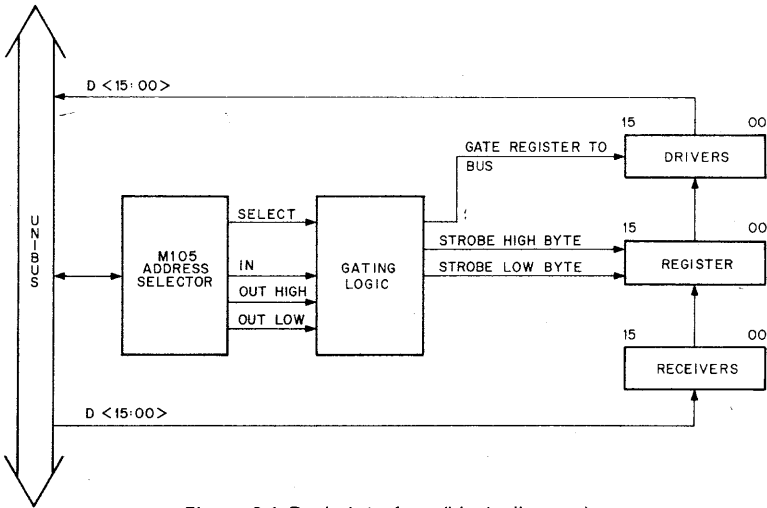 D <15:00>
15 00
GATE REGISTER TO
BUS
DRIVERS
UNIBUS
SELECT
STROBE HIGH BYTE
15 00
M105
ADDRESS
SELECTOR
IN
GATING
LOGIC
STROBE LOW BYTE
REGISTER
OUT HIGH
OUT LOW
15 00
RECEIVERS
D <15:00>